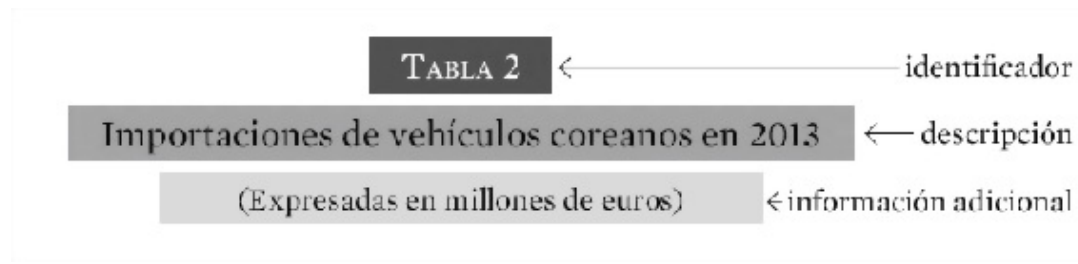 TABLA 2 identificador
Importaciones de vehículos coreanos en 2013 descripción
(Expresadas en millones de euros) información adicional